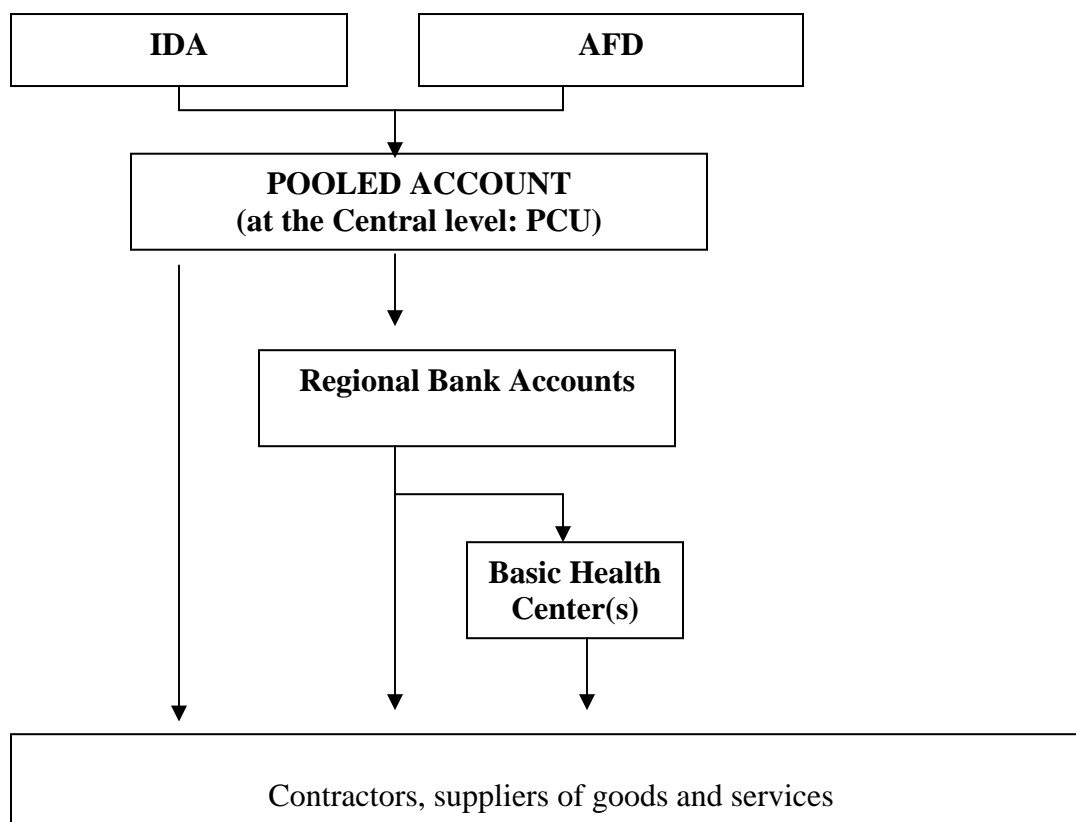 IDA
AFD
POOLED ACCOUNT
(at the Central level: PCU)
Regional Bank Accounts
Basic Health
Center(s)
Contractors, suppliers of goods and services